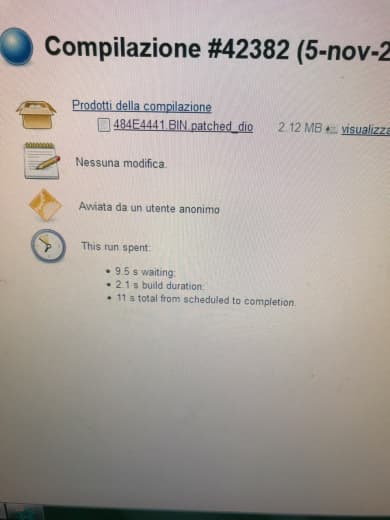 Compilazione #42382 (5-nov-2
Prodotti della compilazione
484E4441.BIN.patched_dio 2.12 MB visualizza
Nessuna modifica.
Avviata da un utente anonimo
This run spent:
9.5 s waiting;
2.1 s build duration;
11 s total from scheduled to completion.